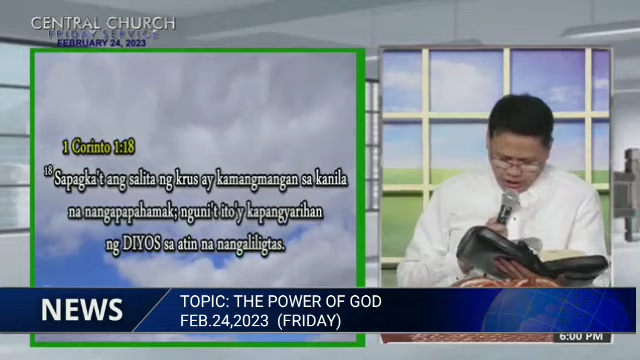 CENTRAL CHURCH
FRIDAY SERVICE
FEBRUARY 24, 2023
1 Corinto 1:18
18 Sapagka't ang salita ng krus ay kamangmangan sa kanila
na nangapapahamak; nguni't ito'y kapangyarihan
ng DIYOS sa atin na nangaliligtas.
NEWS
TOPIC: THE POWER OF GOD
FEB.24,2023 (FRIDAY)
6:00 PM